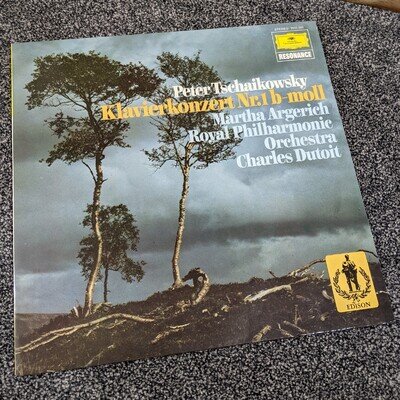 RESONANCE
Peter Tschaikowsky
Klavierkonzert Nr.1 b-moll
Martha Argerich
Royal Philharmonic
Orchestra
Charles Dutoit
EDISON